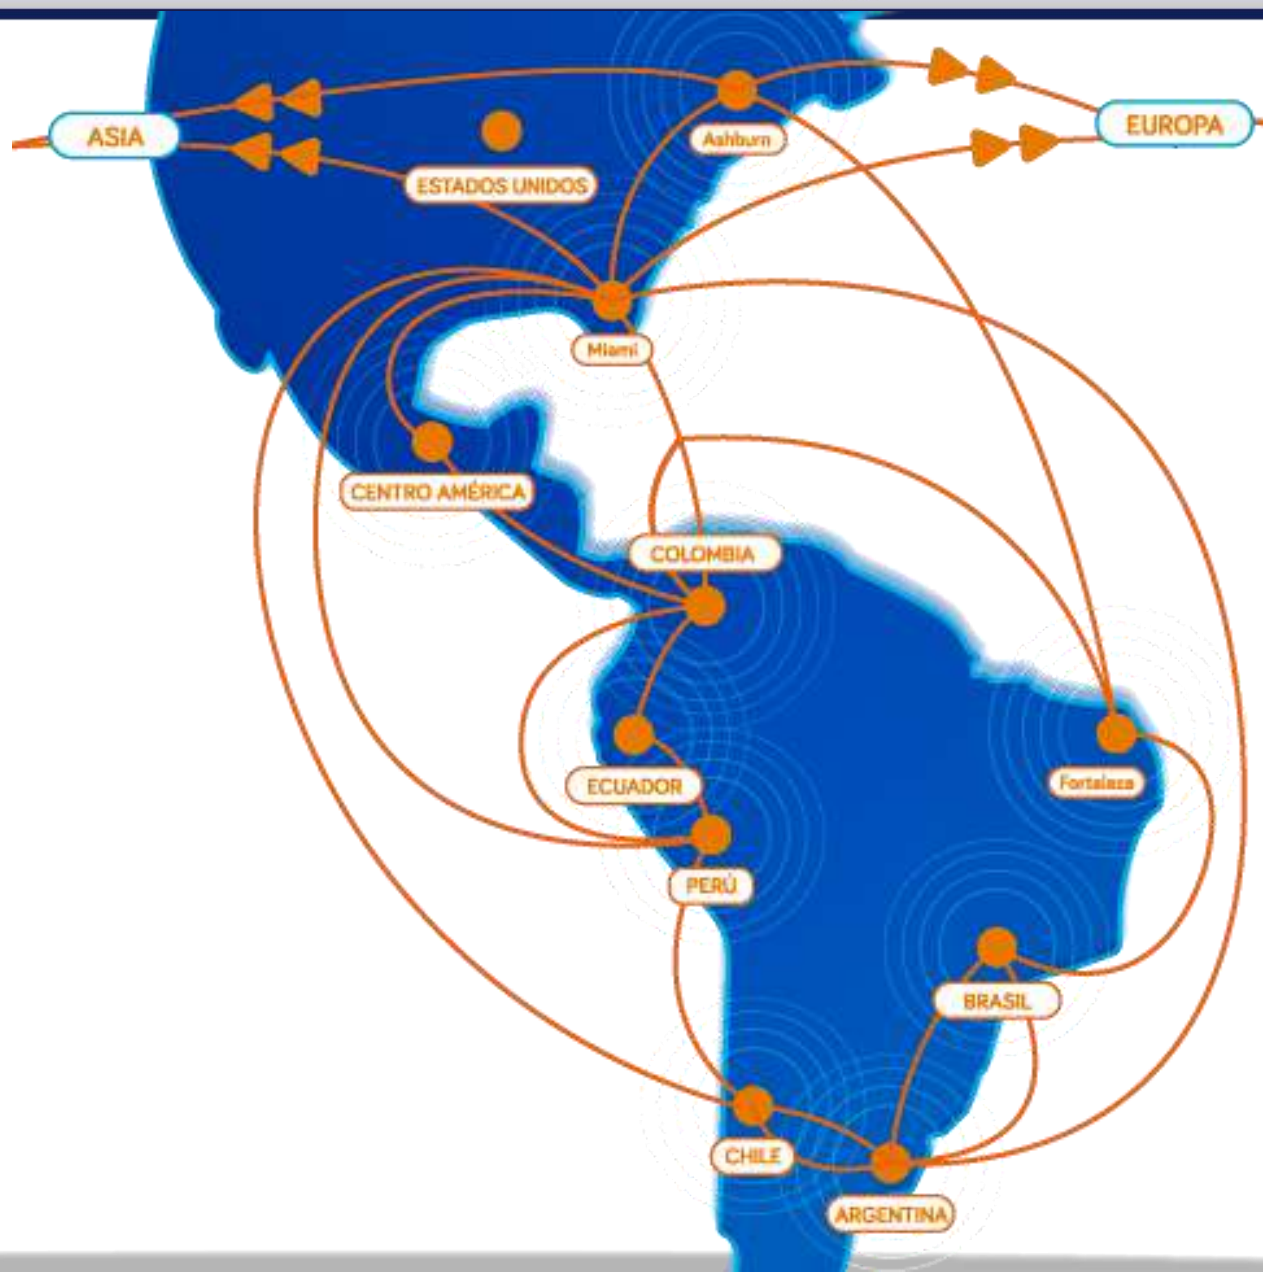 ASIA
EUROPA
Ashburn
ESTADOS UNIDOS
Miami
CENTRO AMÉRICA
COLOMBIA
ECUADOR
Fortaleza
PERÚ
BRASIL
CHILE
ARGENTINA